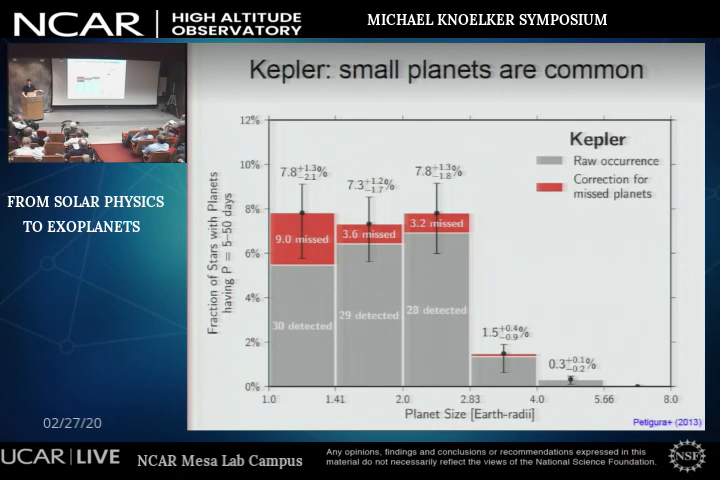 NCAR
HIGH ALTITUDE
OBSERVATORY
MICHAEL KNOELKER SYMPOSIUM
FROM SOLAR PHYSICS
TO EXOPLANETS
02/27/20
Kepler: small planets are common
Fraction of Stars with Planets
having P = 5-50 days
12%
10%
8%
6%
4%
2%
0%
Kepler
Raw occurrence
Correction for
missed planets
7.8+1.3-1.8%
7.3+1.2-1.7%
7.8+1.3-1.8%
1.5+0.4-0.9%
0.3+0.1-0.2%
9.0 missed
3.6 missed
3.2 missed
30 detected
29 detected
28 detected
1.0 1.41 2.0 2.83 4.0 5.66 8.0
Planet Size [Earth-radii]
Petigura+ (2013)
UCAR|LIVE
NCAR Mesa Lab Campus
Any opinions, findings and conclusions or recommendations expressed in this
material do not necessarily reflect the views of the National Science Foundation.
NSF